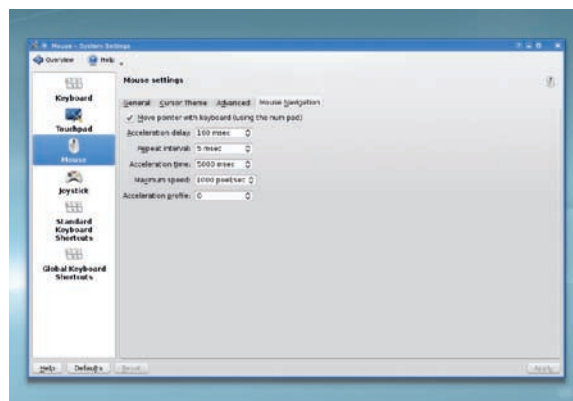 Mouse – System Settings
Overview Help
Keyboard
Touchpad
Mouse
Joystick
Standard
Keyboard
Shortcuts
Global Keyboard
Shortcuts
Mouse settings
General Cursor Theme Advanced Mouse Navigation
Move pointer with keyboard (using the num pad)
Acceleration delay: 100 msec
Repeat interval: 5 msec
Acceleration time: 5000 msec
Maximum speed: 1000 pixel/sec
Acceleration profile: 0
Help Defaults Reset Apply